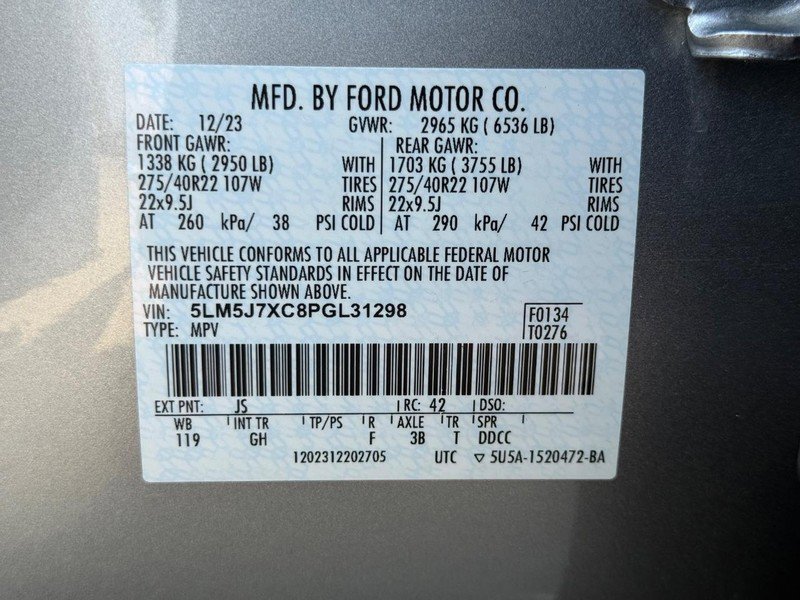 MFD. BY FORD MOTOR CO.
DATE: 12/23 GVWR: 2965 KG ( 6536 LB)
FRONT GAWR: REAR GAWR:
1338 KG ( 2950 LB) WITH 1703 KG ( 3755 LB) WITH
275/40R22 107W TIRES 275/40R22 107W TIRES
22x9.5J RIMS 22x9.5J RIMS
AT 260 kPa/ 38 PSI COLD AT 290 kPa/ 42 PSI COLD
THIS VEHICLE CONFORMS TO ALL APPLICABLE FEDERAL MOTOR
VEHICLE SAFETY STANDARDS IN EFFECT ON THE DATE OF
MANUFACTURE SHOWN ABOVE.
VIN: 5LM5J7XC8PGL31298 F0134
TYPE: MPV T0276
EXT PNT: JS RC: 42 DSO:
WB INT TR TP/PS R AXLE TR SPR
119 GH F 3B T DDCC
1202312202705 UTC ▽ 5U5A-1520472-BA